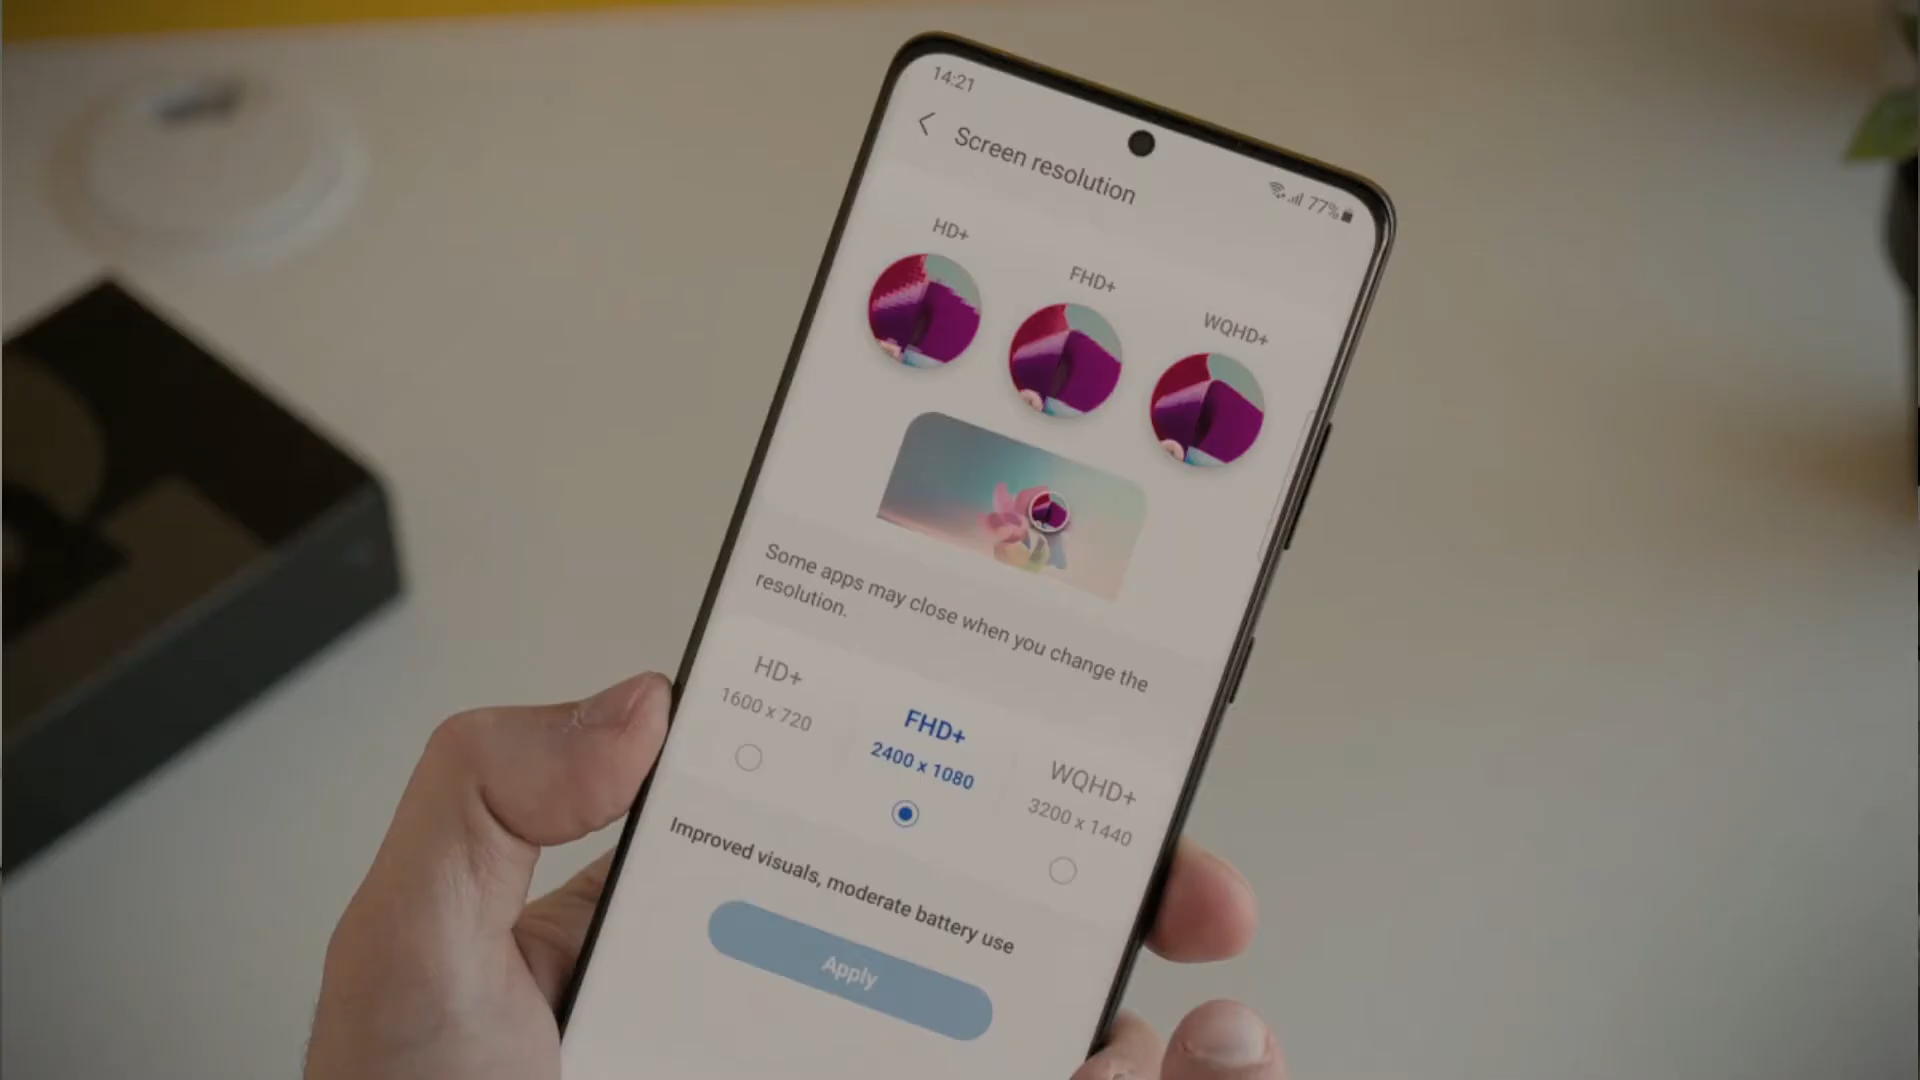 14:21
77%
Screen resolution
HD+
FHD+
WQHD+
Some apps may close when you change the
resolution.
HD+
1600 x 720
FHD+
2400 x 1080
WQHD+
3200 x 1440
Improved visuals, moderate battery use
Apply